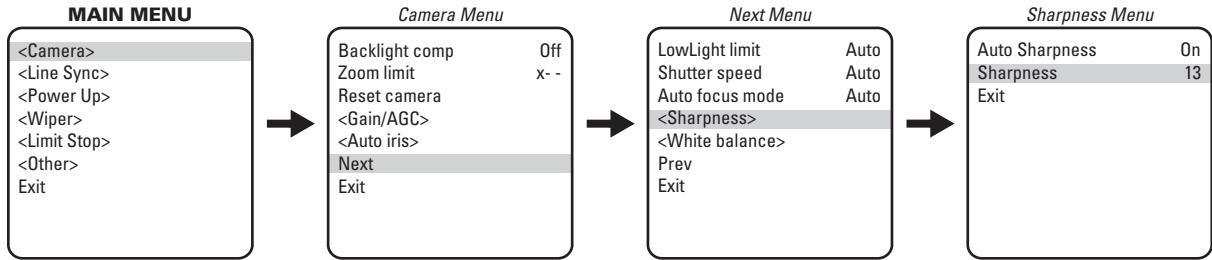 MAIN MENU
<Camera>
<Line Sync>
<Power Up>
<Wiper>
<Limit Stop>
<Other>
Exit
Camera Menu
Backlight comp Off
Zoom limit x- -
Reset camera
<Gain/AGC>
<Auto iris>
Next
Exit
Next Menu
LowLight limit Auto
Shutter speed Auto
Auto focus mode Auto
<Sharpness>
<White balance>
Prev
Exit
Sharpness Menu
Auto Sharpness On
Sharpness 13
Exit